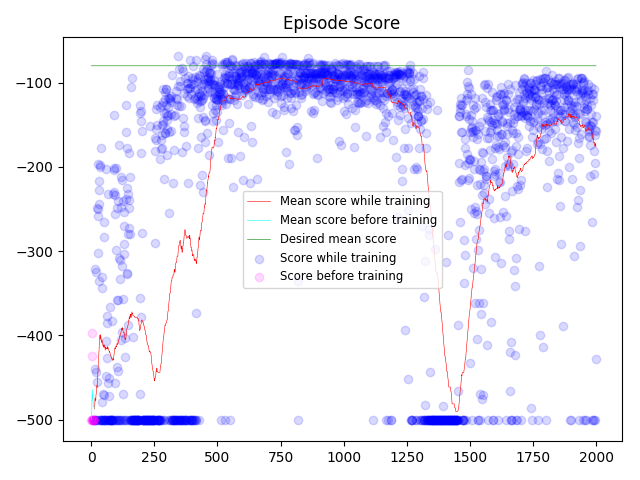 Episode Score
−100
−200
−300
−400
−500
Mean score while training
Mean score before training
Desired mean score
Score while training
Score before training
0 250 500 750 1000 1250 1500 1750 2000